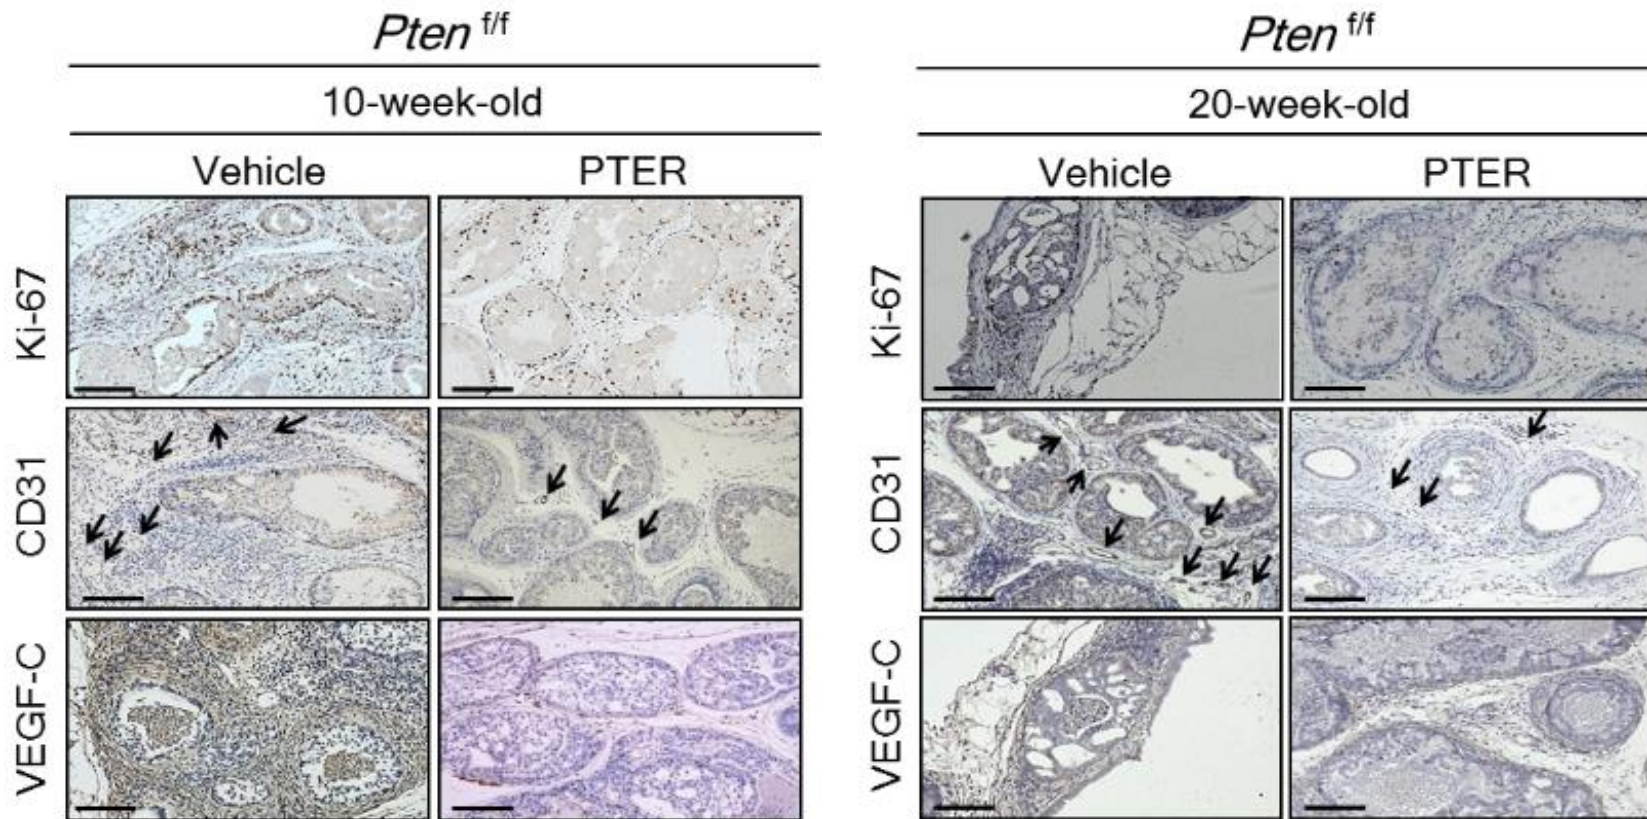 Pten f/f
10-week-old
Vehicle PTER
Ki-67
CD31
VEGF-C
Pten f/f
20-week-old
Vehicle PTER
Ki-67
CD31
VEGF-C